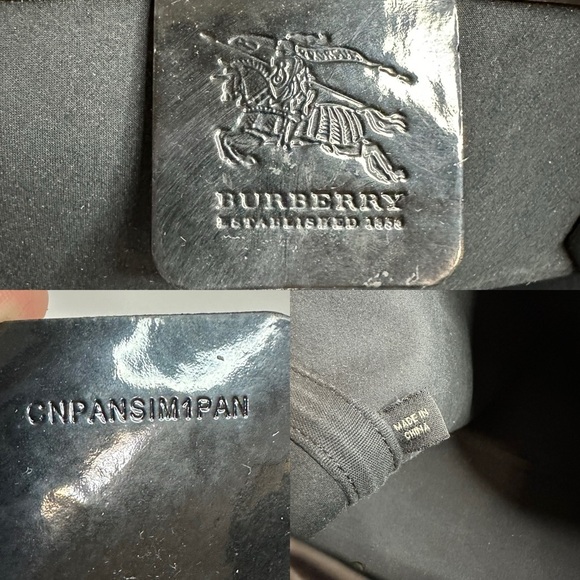 BURBERRY
ESTABLISHED 1856
CNPANSIM1PAN
MADE IN
CHINA